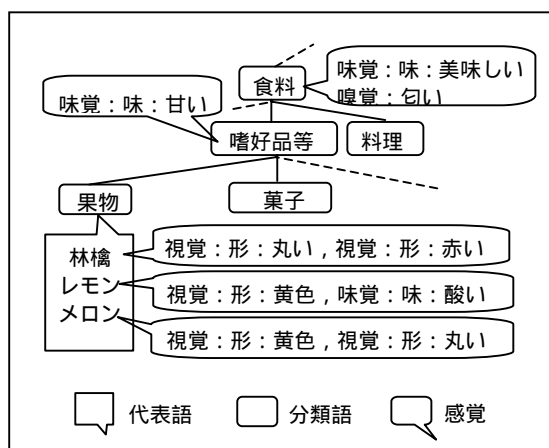 食料
味覚：味：美味しい
嗅覚：匂い
味覚：味：甘い
嗜好品等
料理
果物
菓子
林檎
レモン
メロン
視覚：形：丸い，視覚：形：赤い
視覚：形：黄色，味覚：味：酸い
視覚：形：黄色，視覚：形：丸い
代表語
分類語
感覚